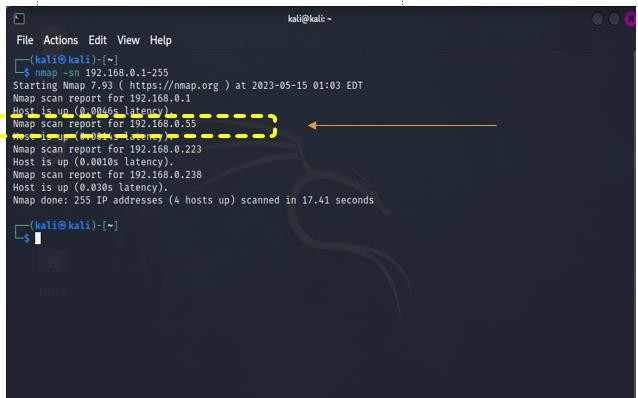 kali@kali: ~
File Actions Edit View Help
(kali㉿kali)-[~]
$ nmap -sn 192.168.0.1-255
Starting Nmap 7.93 ( https://nmap.org ) at 2023-05-15 01:03 EDT
Nmap scan report for 192.168.0.1
Host is up (0.0046s latency).
Nmap scan report for 192.168.0.55
Host is up (0.0014s latency).
Nmap scan report for 192.168.0.223
Host is up (0.0010s latency).
Nmap scan report for 192.168.0.238
Host is up (0.030s latency).
Nmap done: 255 IP addresses (4 hosts up) scanned in 17.41 seconds
(kali㉿kali)-[~]
$
Home